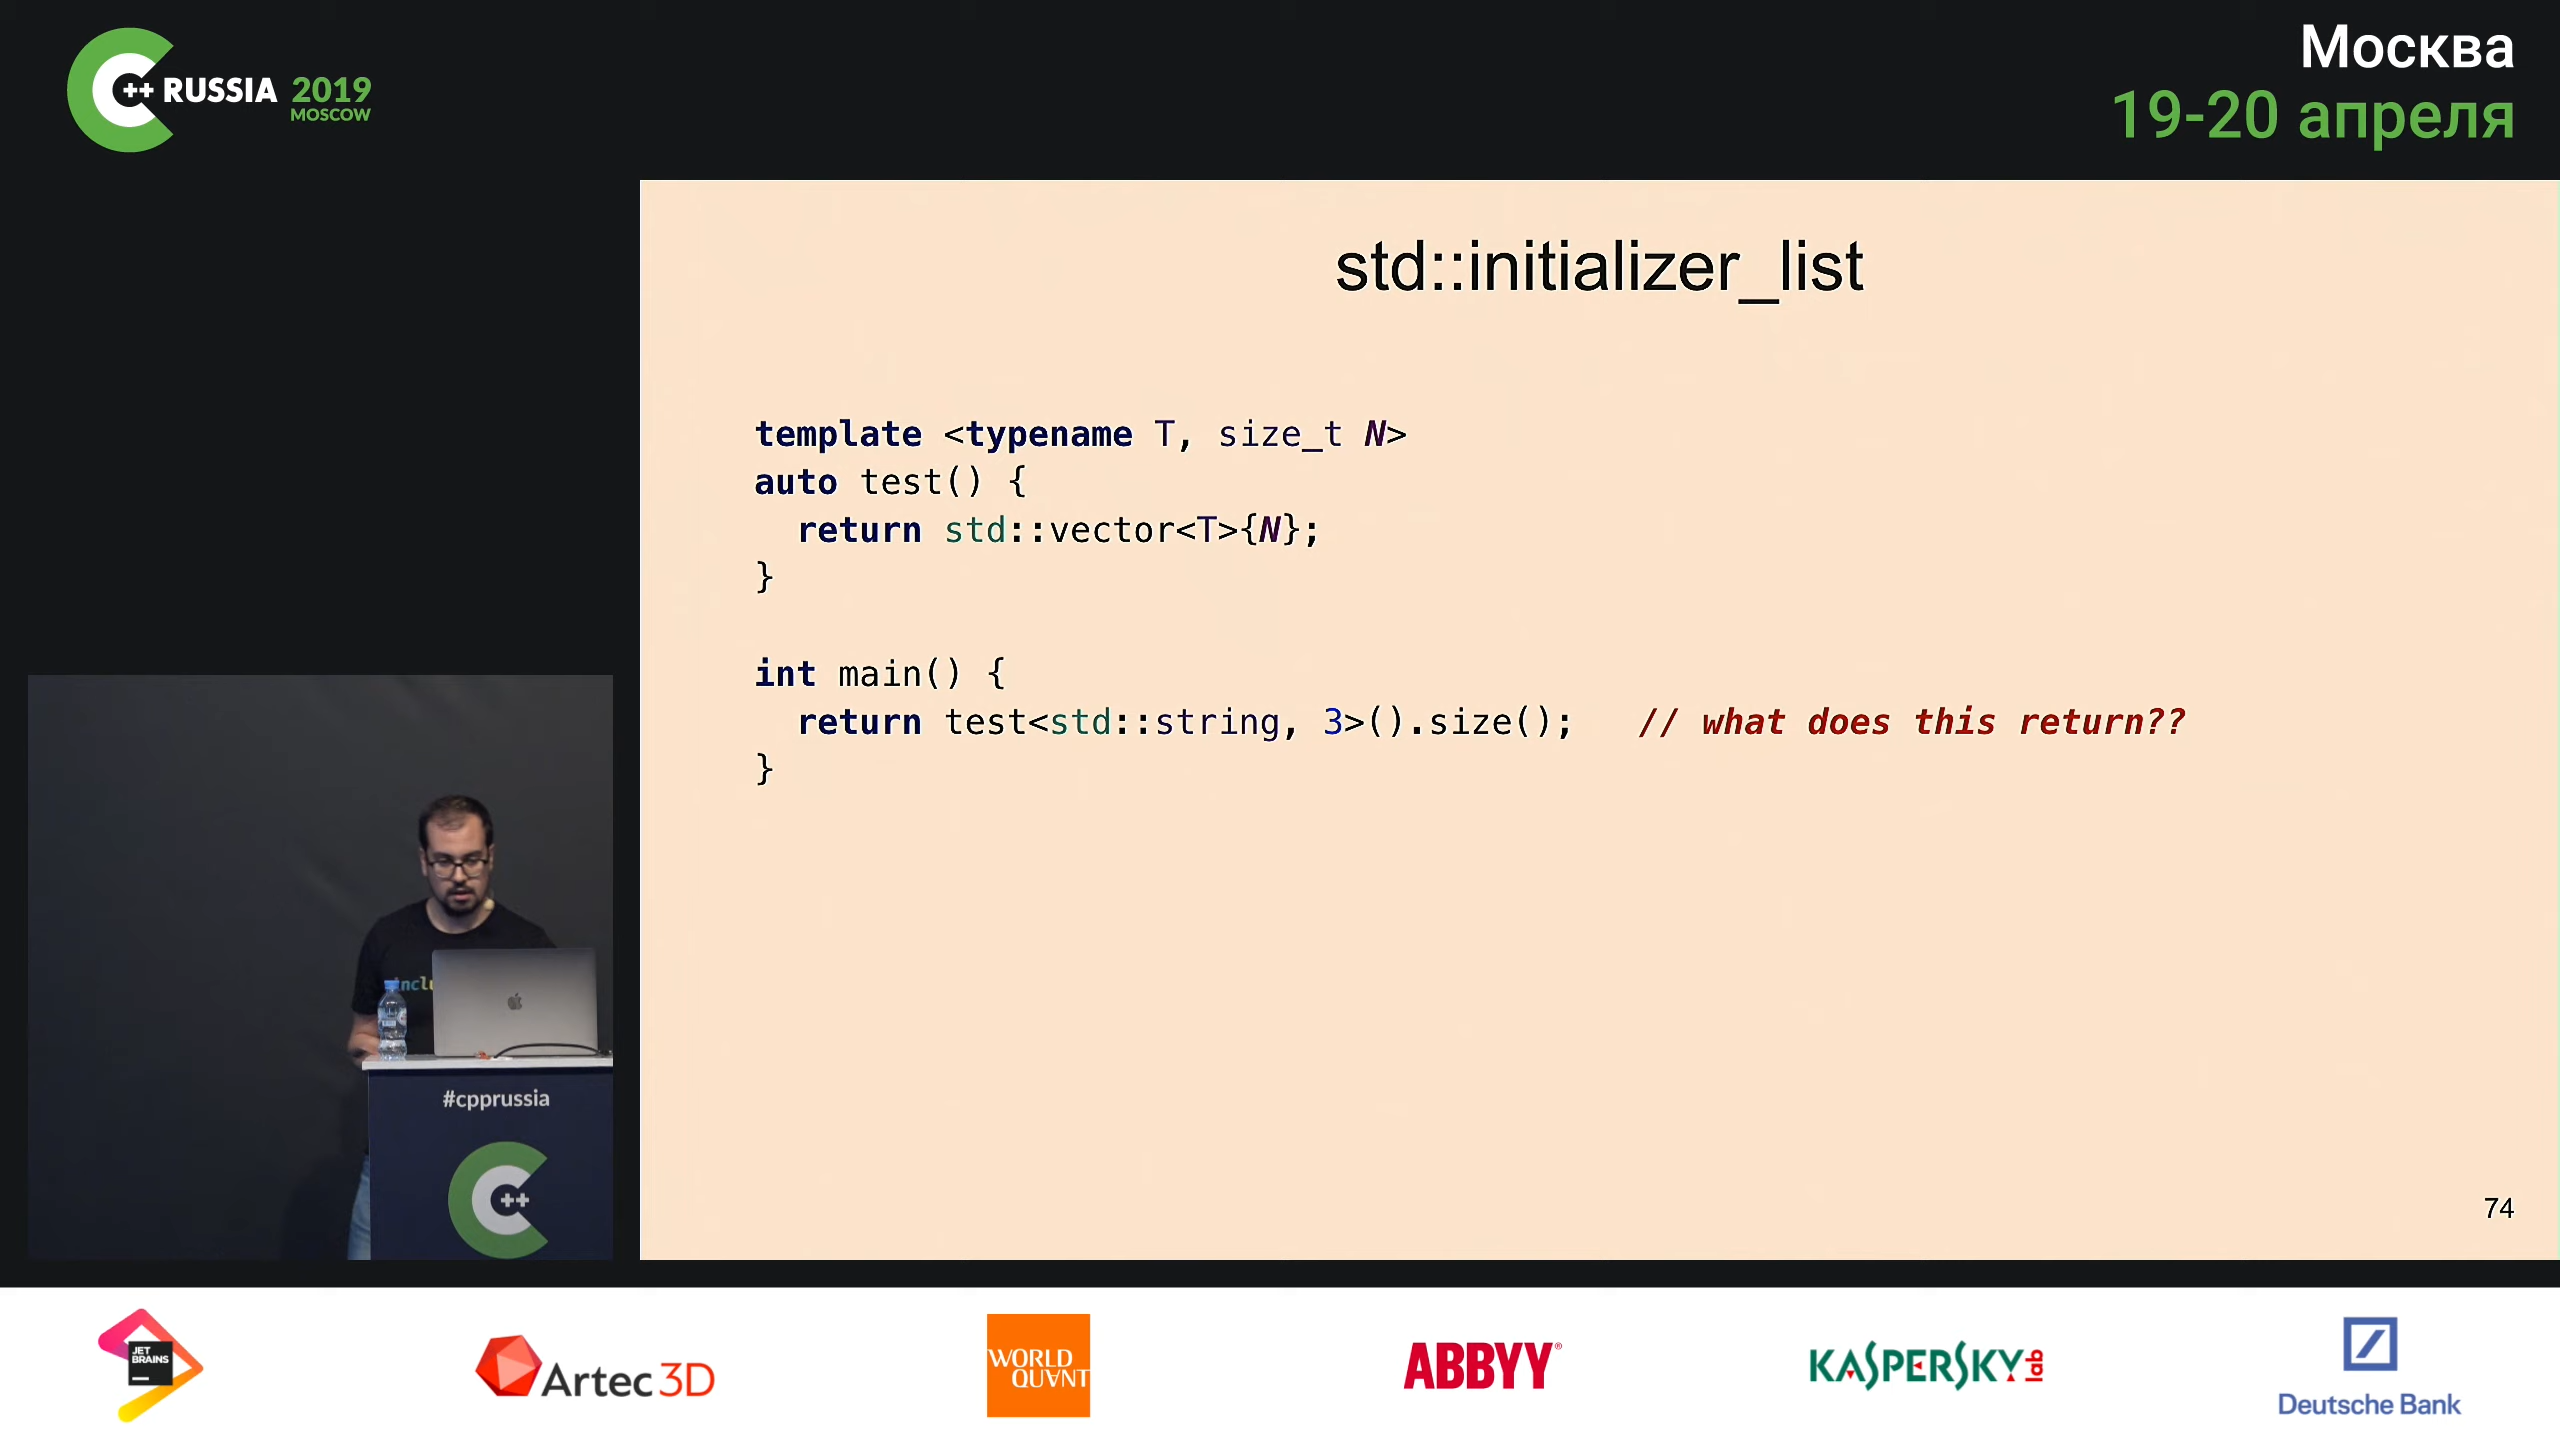 C++ RUSSIA 2019
MOSCOW
Москва
19-20 апреля
std::initializer_list
template <typename T, size_t N>
auto test() {
  return std::vector<T>{N};
}
int main() {
  return test<std::string, 3>().size();   // what does this return??
}
74
inclu
#cpprussia
C++
JET
BRAINS
Artec 3D
WORLD
QUANT
ABBYY®
KASPERSKY lab
Deutsche Bank